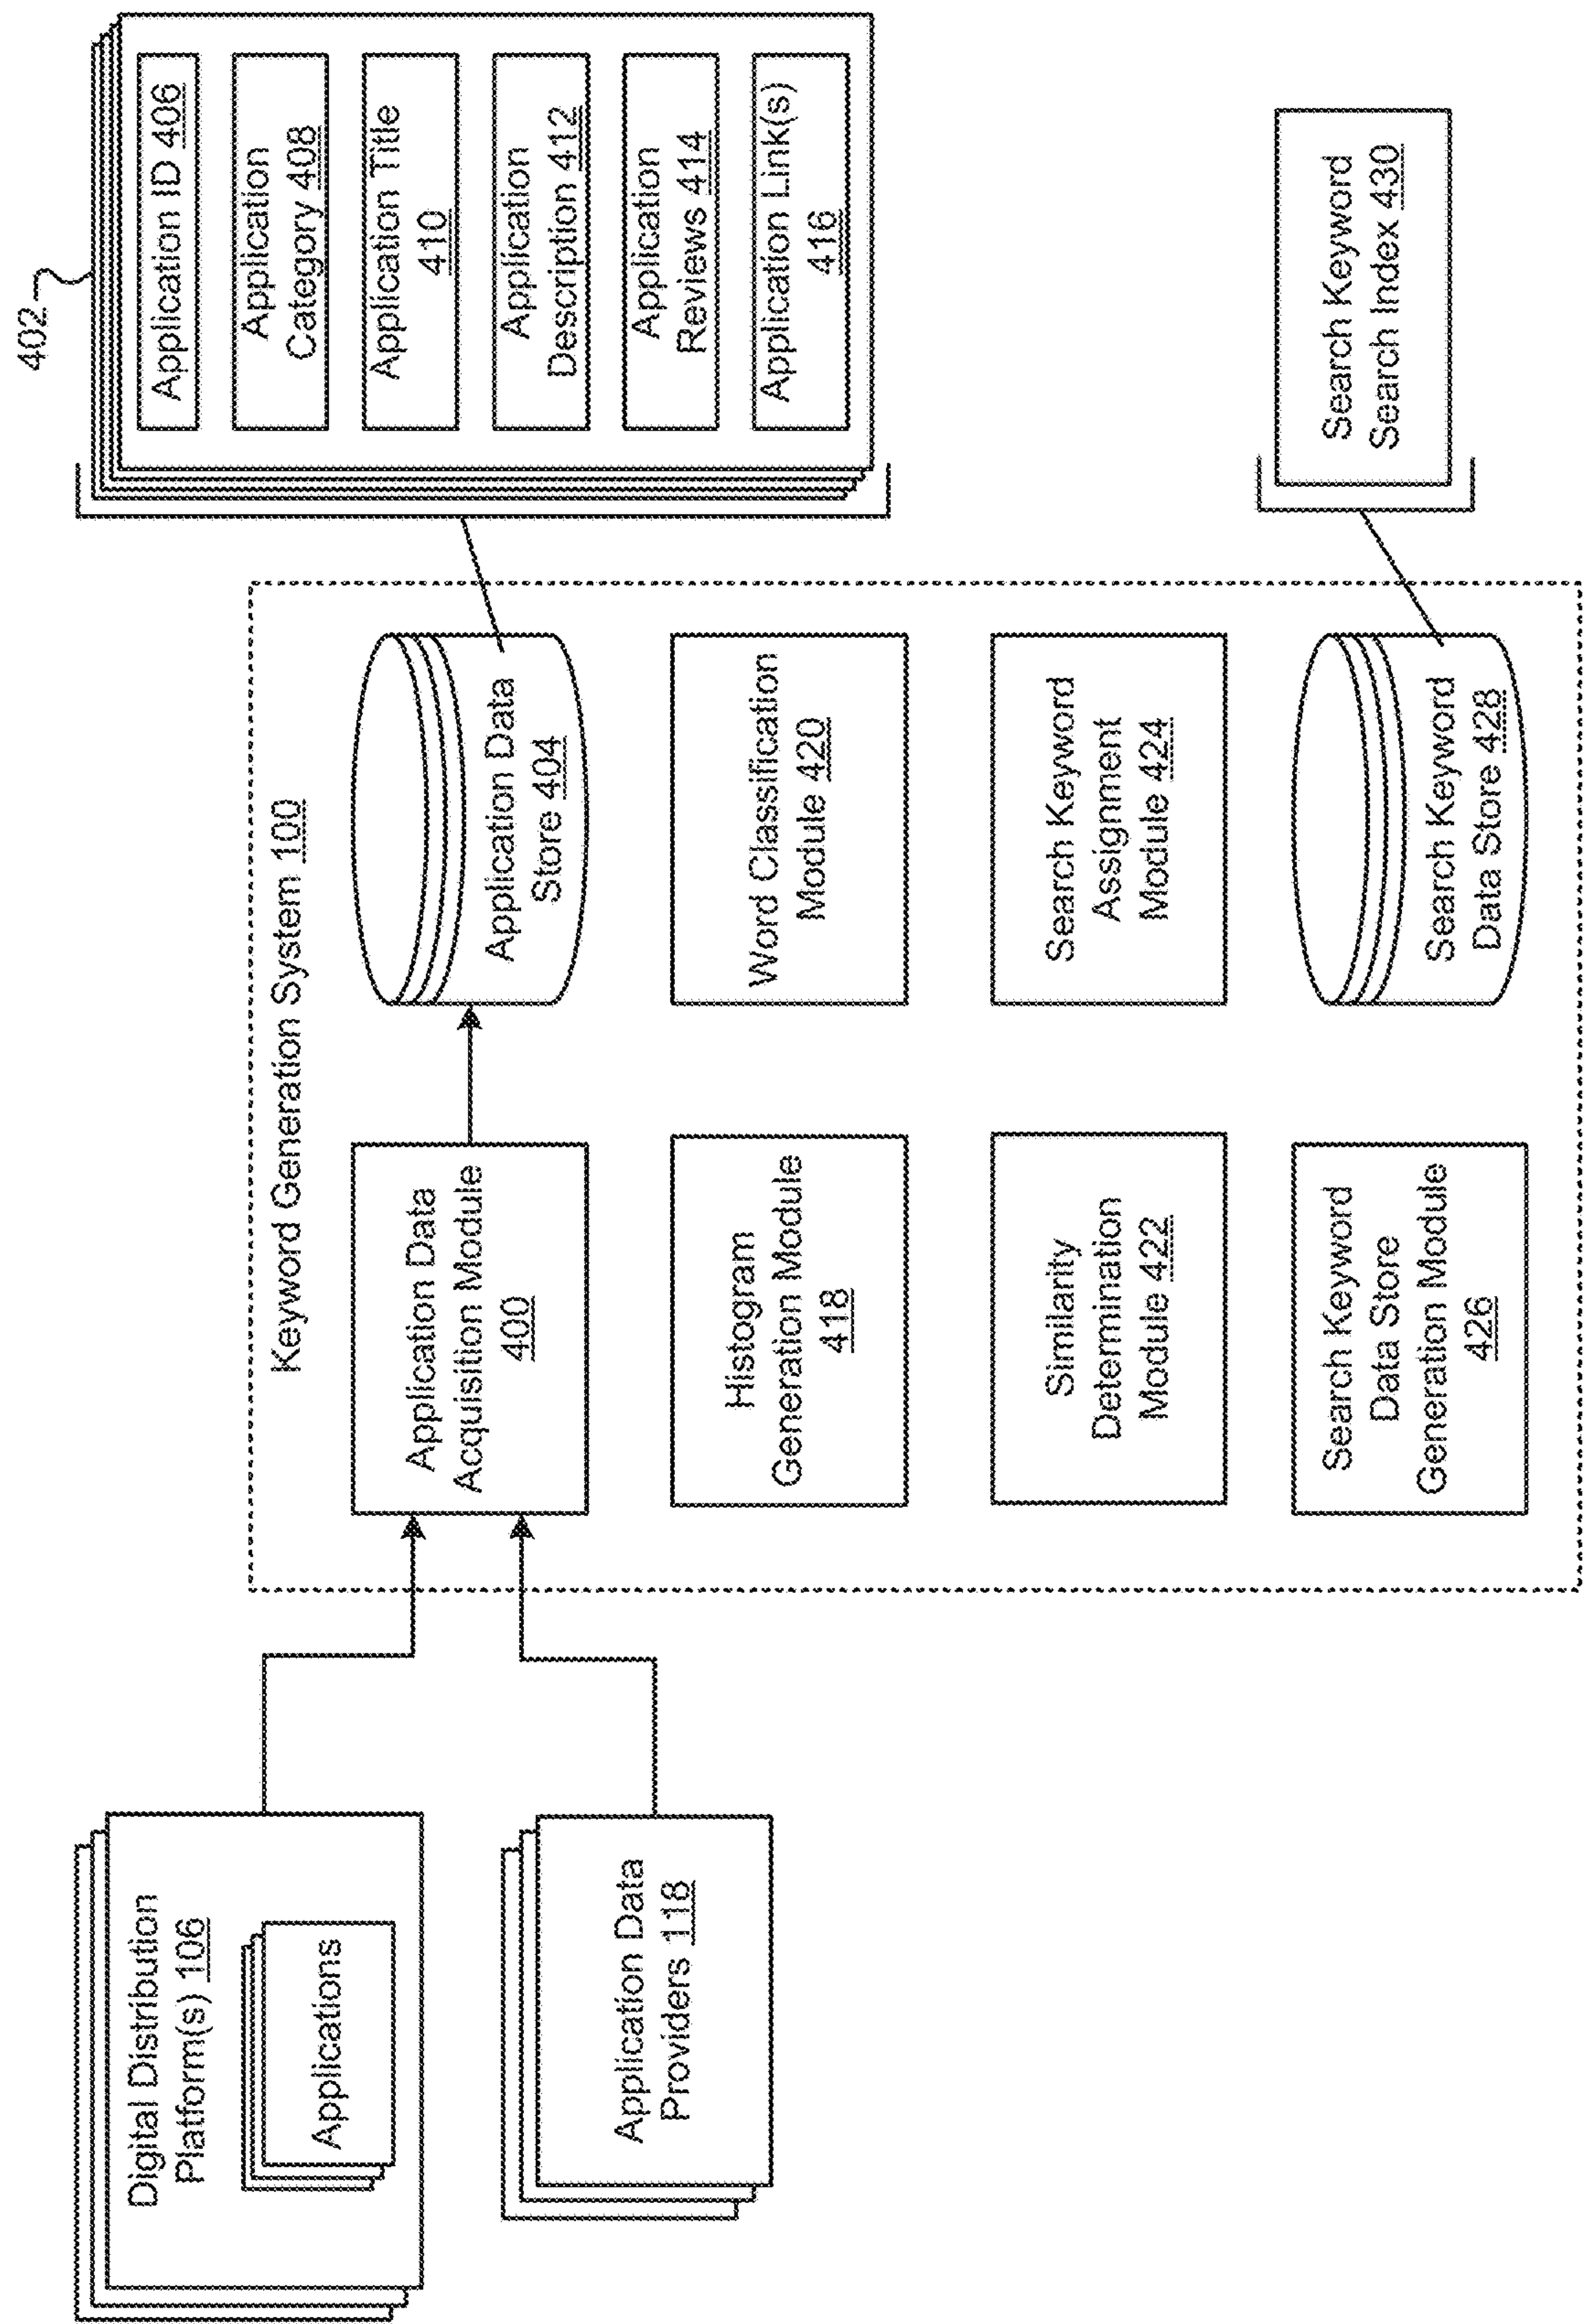 Digital Distribution
Platform(s) 106
Applications
Application Data
Providers 118
Keyword Generation System 100
Application Data
Acquisition Module
400
Application Data
Store 404
Histogram
Generation Module
418
Word Classification
Module 420
Similarity
Determination
Module 422
Search Keyword
Assignment
Module 424
Search Keyword
Data Store
Generation Module
426
Search Keyword
Data Store 428
402
Application ID 406
Application
Category 408
Application Title
410
Application
Description 412
Application
Reviews 414
Application Link(s)
416
Search Keyword
Search Index 430